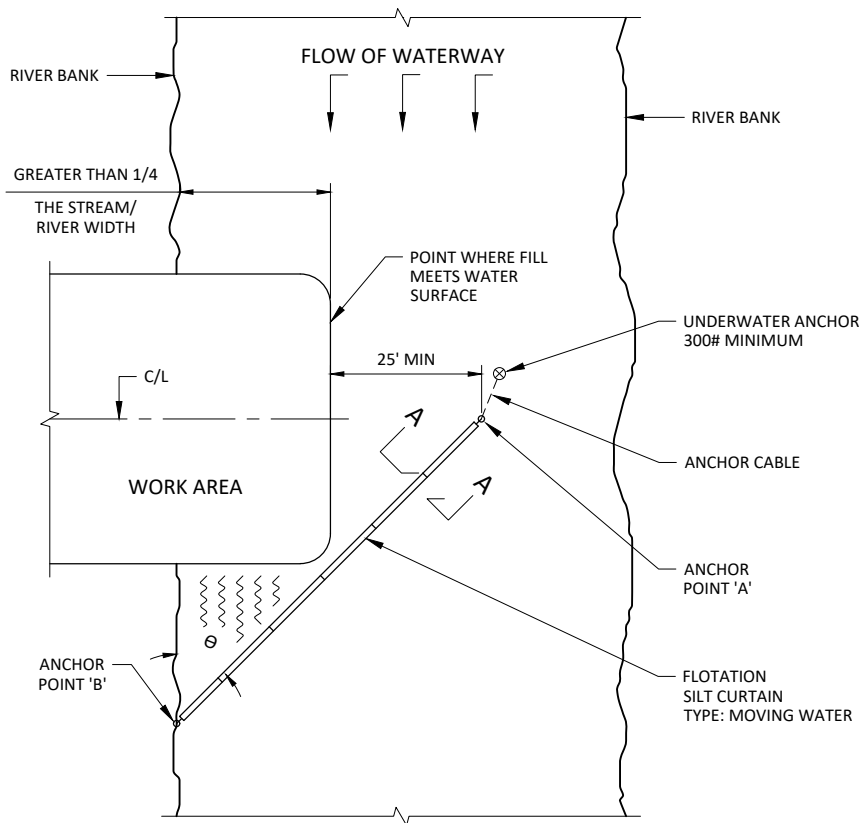 FLOW OF WATERWAY
RIVER BANK
RIVER BANK
GREATER THAN 1/4
THE STREAM/
RIVER WIDTH
POINT WHERE FILL
MEETS WATER
SURFACE
UNDERWATER ANCHOR
300# MINIMUM
25' MIN
C/L
A
A
ANCHOR CABLE
WORK AREA
ANCHOR
POINT 'A'
θ
ANCHOR
POINT 'B'
FLOTATION
SILT CURTAIN
TYPE: MOVING WATER